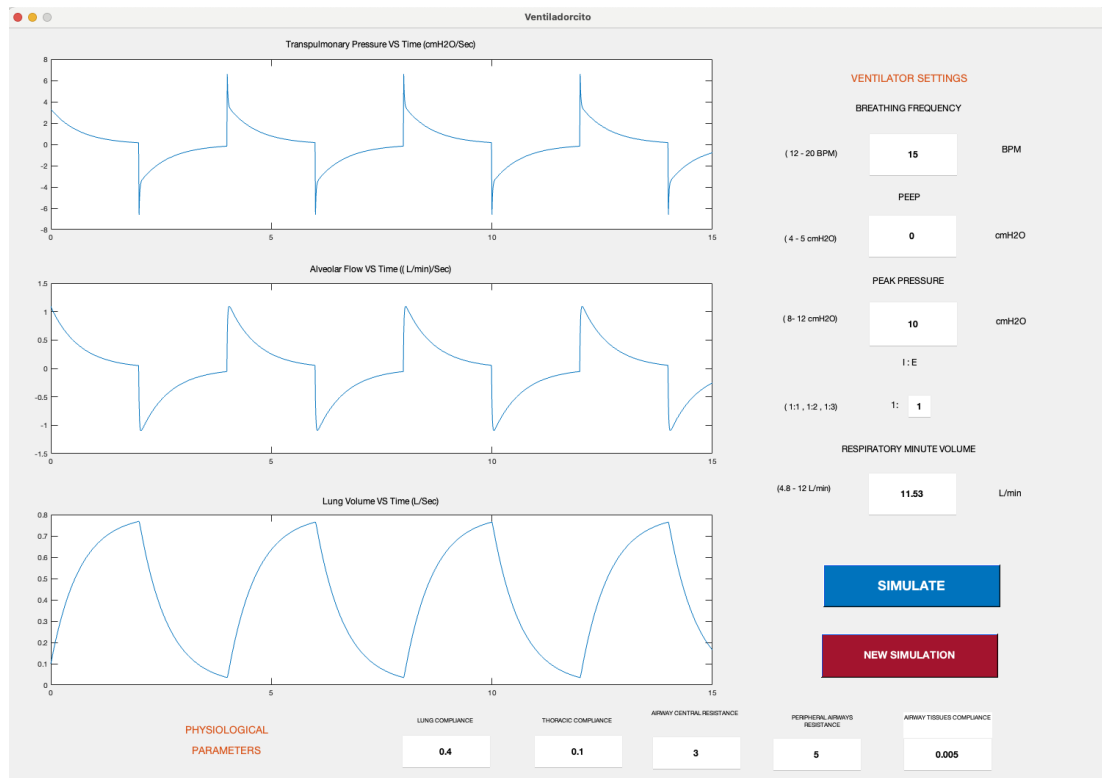 Ventiladorcito
Transpulmonary Pressure VS Time (cmH2O/Sec)
8
6
4
2
0
-2
-4
-6
-8
0 5 10 15
Alveolar Flow VS Time (( L/min)/Sec)
1.5
1
0.5
0
-0.5
-1
-1.5
0 5 10 15
Lung Volume VS Time (L/Sec)
0.8
0.7
0.6
0.5
0.4
0.3
0.2
0.1
0
0 5 10 15
VENTILATOR SETTINGS
BREATHING FREQUENCY
( 12 - 20 BPM) 15 BPM
PEEP
( 4 - 5 cmH2O) 0 cmH2O
PEAK PRESSURE
( 8- 12 cmH2O) 10 cmH2O
I : E
( 1:1 , 1:2 , 1:3) 1: 1
RESPIRATORY MINUTE VOLUME
(4.8 - 12 L/min) 11.53 L/min
SIMULATE
NEW SIMULATION
PHYSIOLOGICAL
PARAMETERS
LUNG COMPLIANCE
0.4
THORACIC COMPLIANCE
0.1
AIRWAY CENTRAL RESISTANCE
3
PERIPHERAL AIRWAYS
RESISTANCE
5
AIRWAY TISSUES COMPLIANCE
0.005